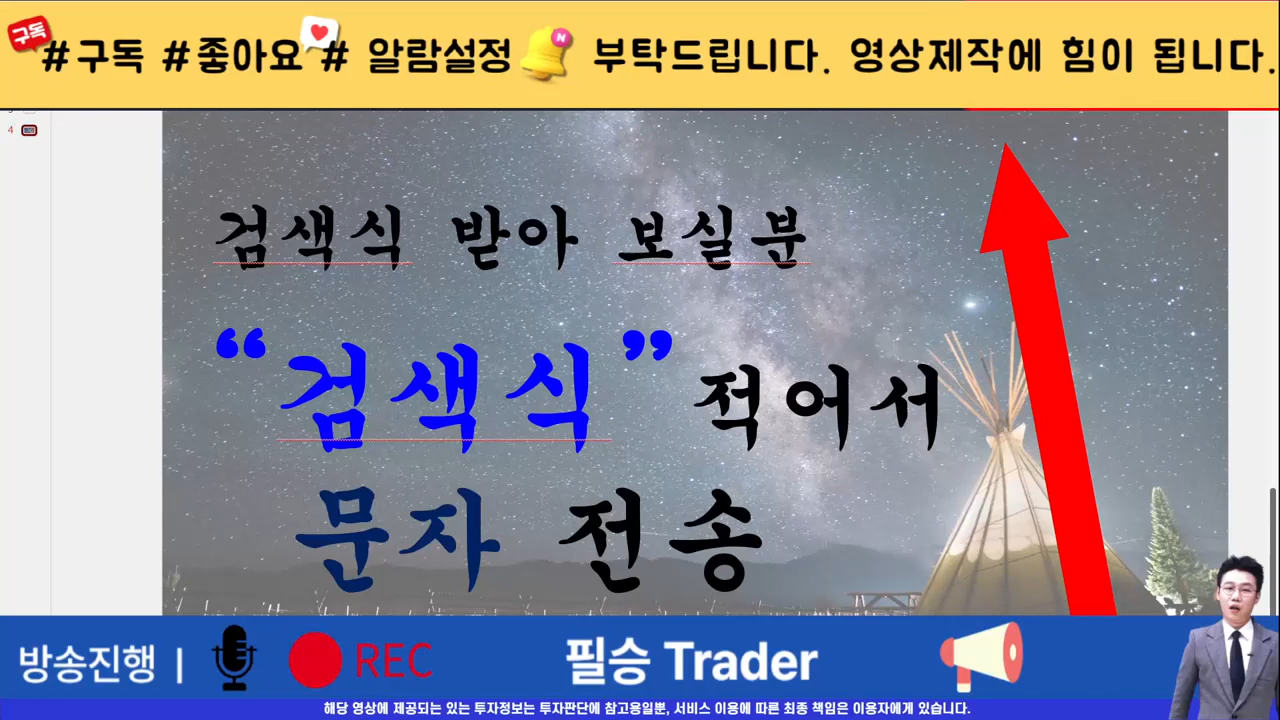 구독 #구독 #좋아요 # 알람설정 N 부탁드립니다. 영상제작에 힘이 됩니다.
4
검색식 받아 보실분
“검색식” 적어서
문자 전송
방송진행 | REC 필승 Trader
해당 영상에 제공되는 있는 투자정보는 투자판단에 참고용일뿐, 서비스 이용에 따른 최종 책임은 이용자에게 있습니다.